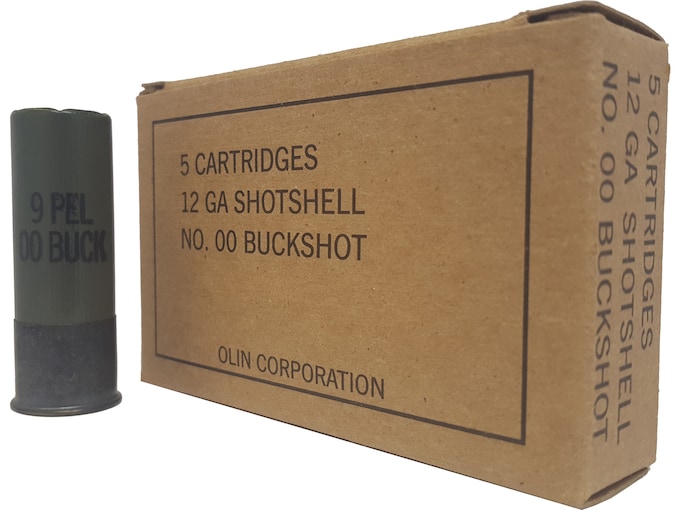 9 PEL
00 BUCK
5 CARTRIDGES
12 GA SHOTSHELL
NO. 00 BUCKSHOT
OLIN CORPORATION
5 CARTRIDGES
12 GA SHOTSHELL
NO. 00 BUCKSHOT